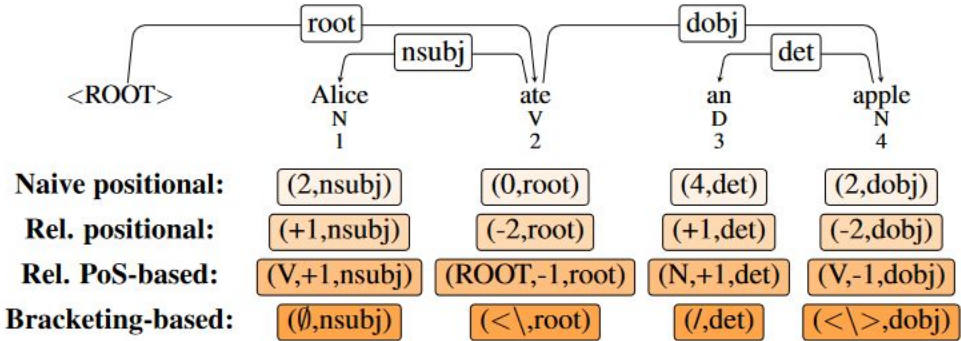 root dobj
nsubj det
<ROOT> Alice ate an apple
N V D N
1 2 3 4
Naive positional: (2,nsubj) (0,root) (4,det) (2,dobj)
Rel. positional: (+1,nsubj) (-2,root) (+1,det) (-2,dobj)
Rel. PoS-based: (V,+1,nsubj) (ROOT,-1,root) (N,+1,det) (V,-1,dobj)
Bracketing-based: (∅,nsubj) (<\,root) (/,det) (<\>,dobj)